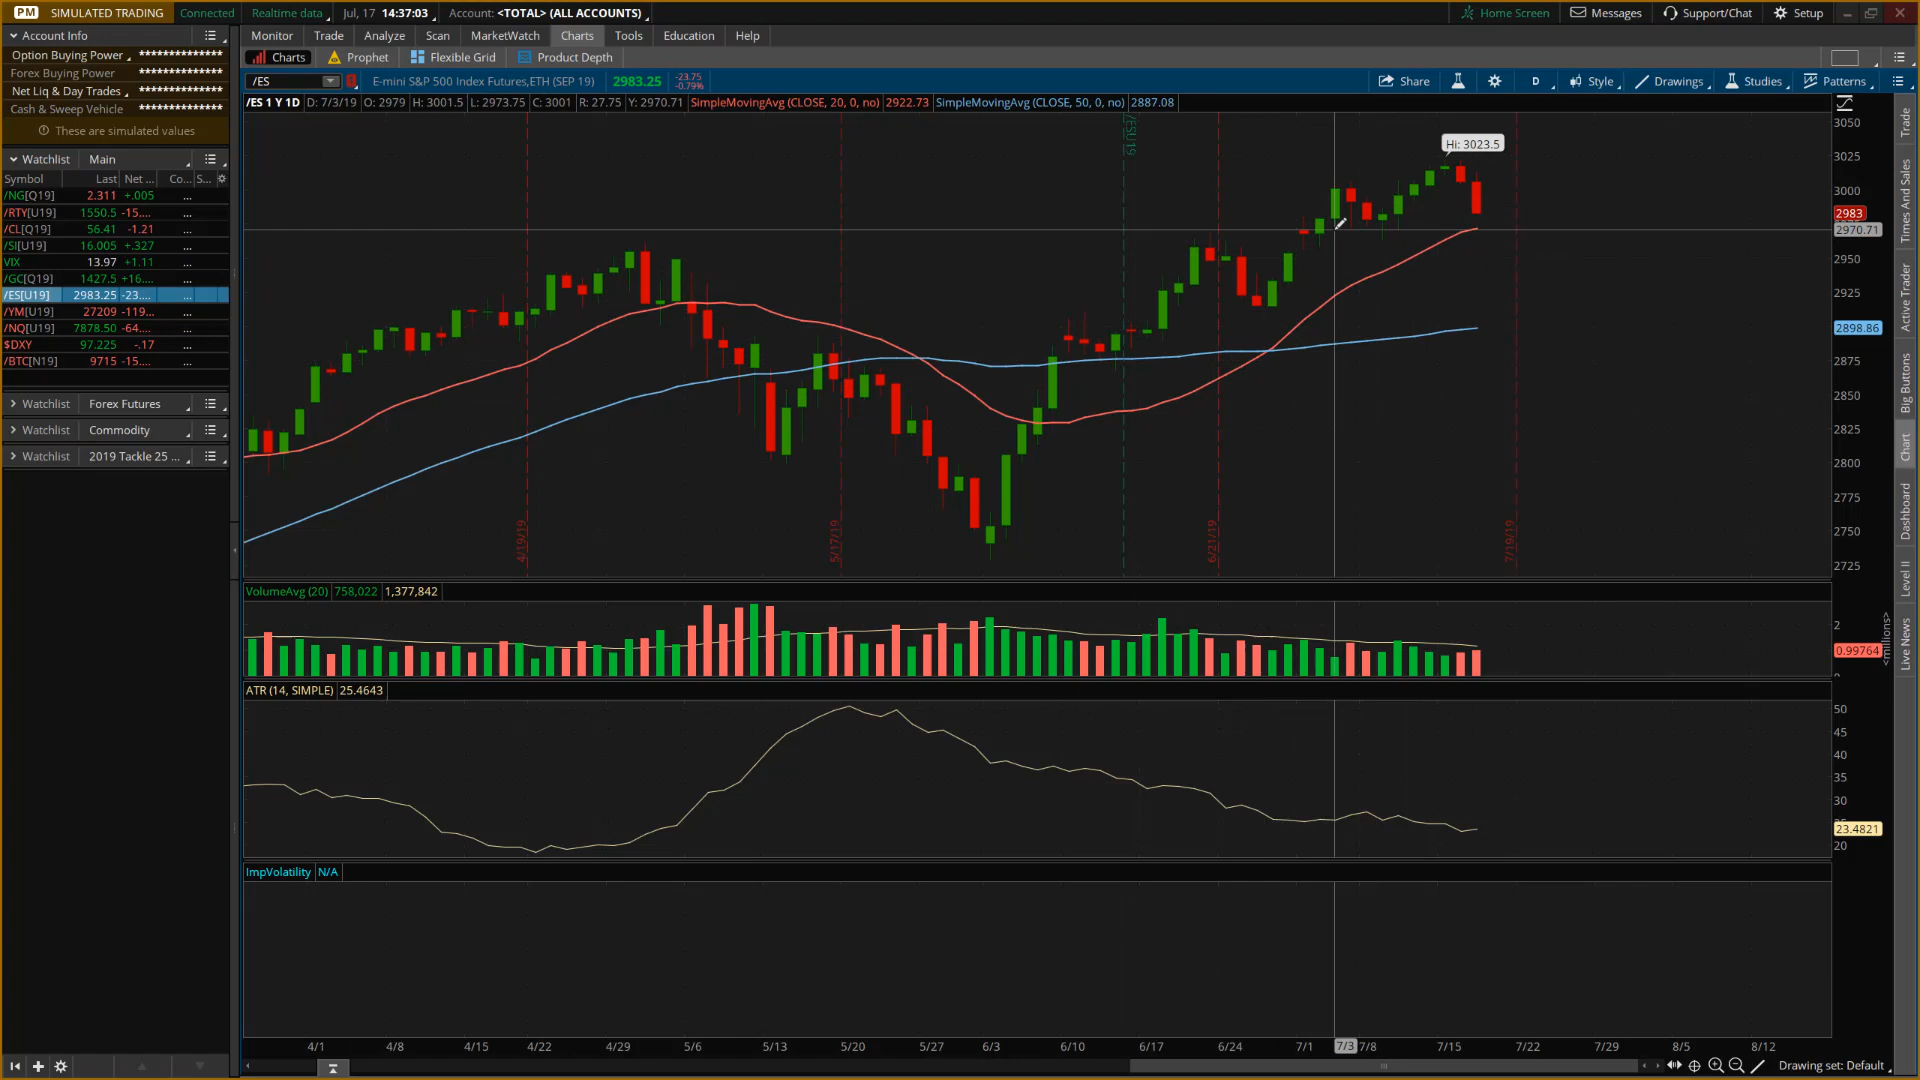 PM SIMULATED TRADING Connected Realtime data Jul, 17 14:37:03 Account: <TOTAL> (ALL ACCOUNTS) Home Screen Messages Support/Chat Setup
Account Info
Option Buying Power **************
Forex Buying Power **************
Net Liq & Day Trades **************
Cash & Sweep Vehicle **************
These are simulated values
Watchlist Main
Symbol Last Net ... Co... S...
/NG[Q19] 2.311 +.005 ...
/RTY[U19] 1550.5 -15.... ...
/CL[Q19] 56.41 -1.21 ...
/SI[U19] 16.005 +.327 ...
VIX 13.97 +1.11 ...
/GC[Q19] 1427.5 +16.... ...
/ES[U19] 2983.25 -23.... ...
/YM[U19] 27209 -119... ...
/NQ[U19] 7878.50 -64.... ...
$DXY 97.225 -.17 ...
/BTC[N19] 9715 -15.... ...
Watchlist Forex Futures
Watchlist Commodity
Watchlist 2019 Tackle 25 ...
Monitor Trade Analyze Scan MarketWatch Charts Tools Education Help
Charts Prophet Flexible Grid Product Depth
/ES E-mini S&P 500 Index Futures,ETH (SEP 19) 2983.25 -23.75 -0.79% Share D Style Drawings Studies Patterns
/ES 1 Y 1D D: 7/3/19 O: 2979 H: 3001.5 L: 2973.75 C: 3001 R: 27.75 Y: 2970.71 SimpleMovingAvg (CLOSE, 20, 0, no) 2922.73 SimpleMovingAvg (CLOSE, 50, 0, no) 2887.08
/ESU19
Hi: 3023.5
3050
3025
3000
2983
2970.71
2950
2925
2898.86
2875
2850
2825
2800
2775
2750
2725
4/19/19 5/17/19 6/21/19 7/19/19
VolumeAvg (20) 758,022 1,377,842
2
0.99764
<millions>
ATR (14, SIMPLE) 25.4643
50
45
40
35
30
23.4821
20
ImpVolatility N/A
4/1 4/8 4/15 4/22 4/29 5/6 5/13 5/20 5/27 6/3 6/10 6/17 6/24 7/1 7/3 7/8 7/15 7/22 7/29 8/5 8/12
Drawing set: Default
Trade
Times And Sales
Active Trader
Big Buttons
Chart
Dashboard
Level II
Live News